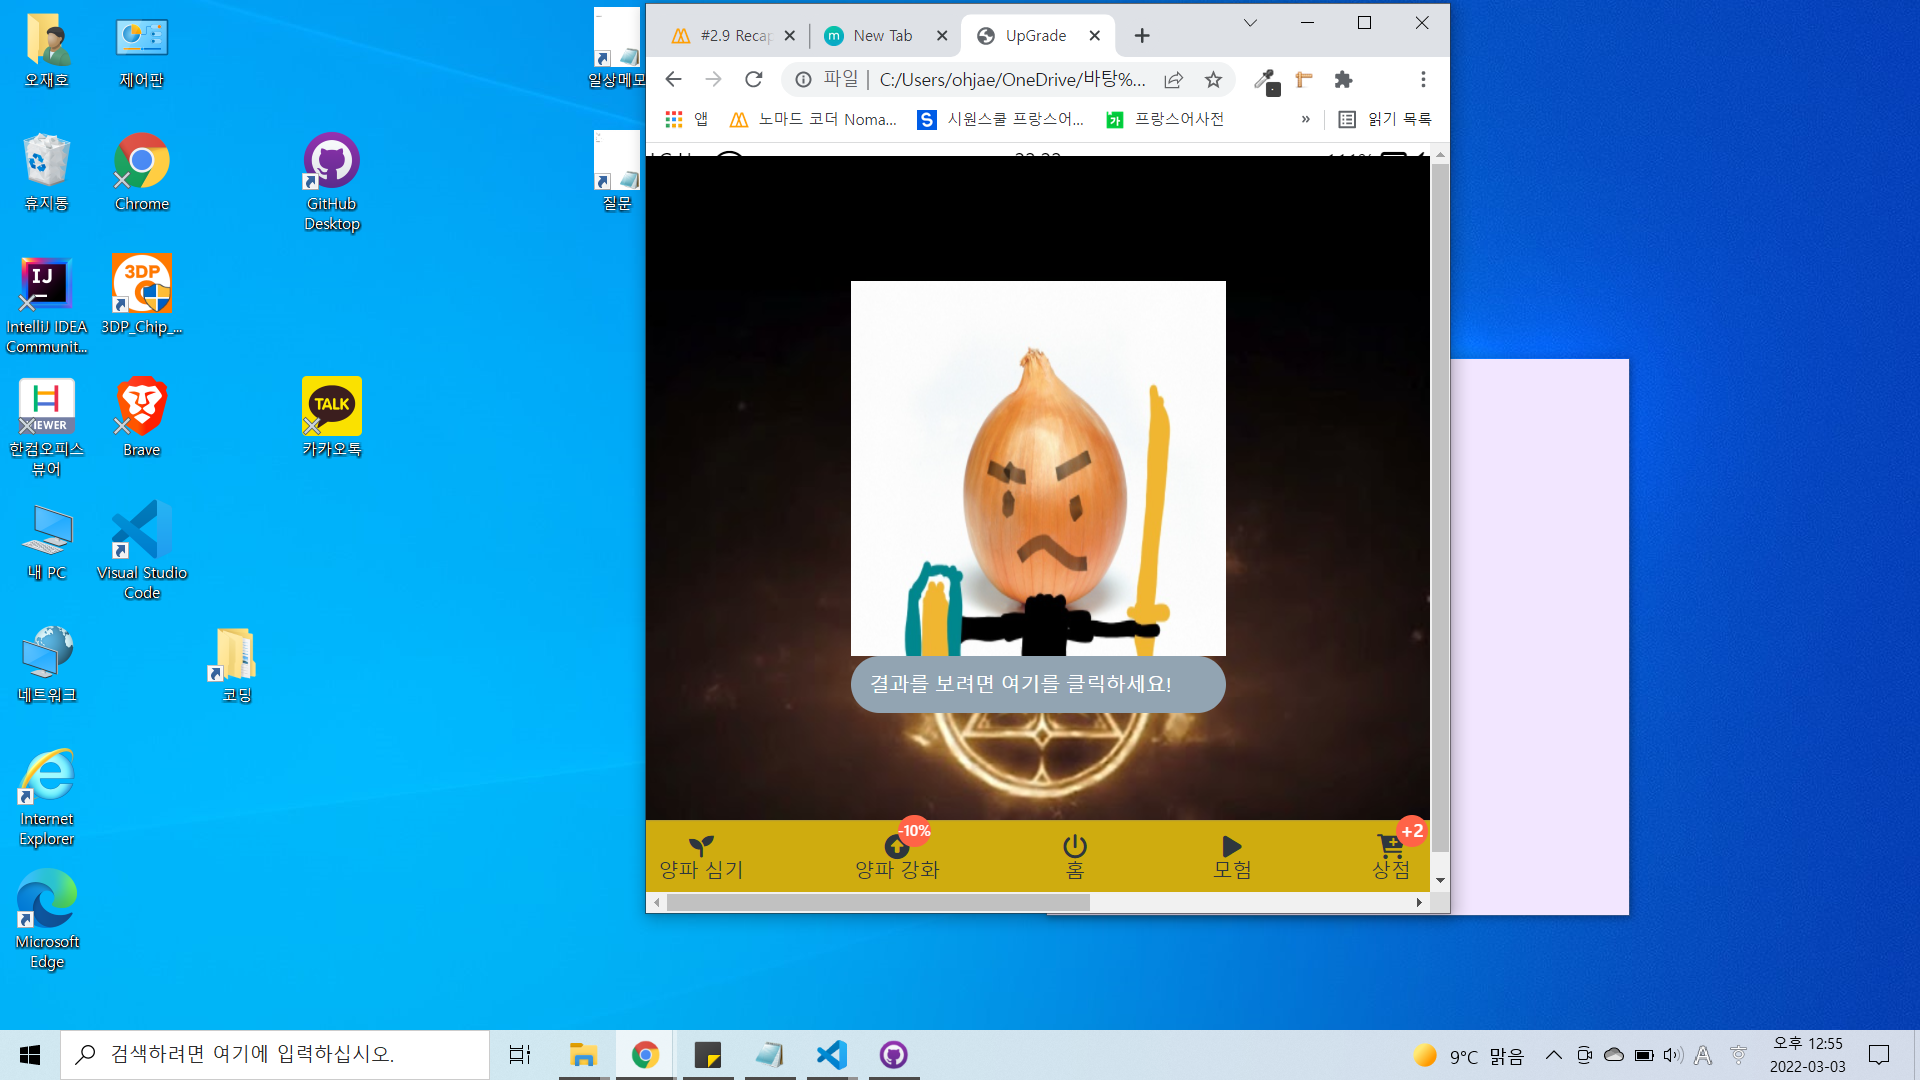 오재호
제어판
일상메모
휴지통
Chrome
GitHub
Desktop
질문
IJ
3DP
IntelliJ IDEA
Communit...
3DP_Chip_...
VIEWER
TALK
한컴오피스
뷰어
Brave
카카오톡
내 PC
Visual Studio
Code
네트워크
코딩
Internet
Explorer
Microsoft
Edge
#2.9 Recap
m
New Tab
UpGrade
파일
C:/Users/ohjae/OneDrive/바탕%...
앱
노마드 코더 Noma...
S
시원스쿨 프랑스어...
가
프랑스어사전
»
읽기 목록
결과를 보려면 여기를 클릭하세요!
-10%
+2
양파 심기
양파 강화
홈
모험
상점
검색하려면 여기에 입력하십시오.
9°C 맑음
A
오후 12:55
2022-03-03